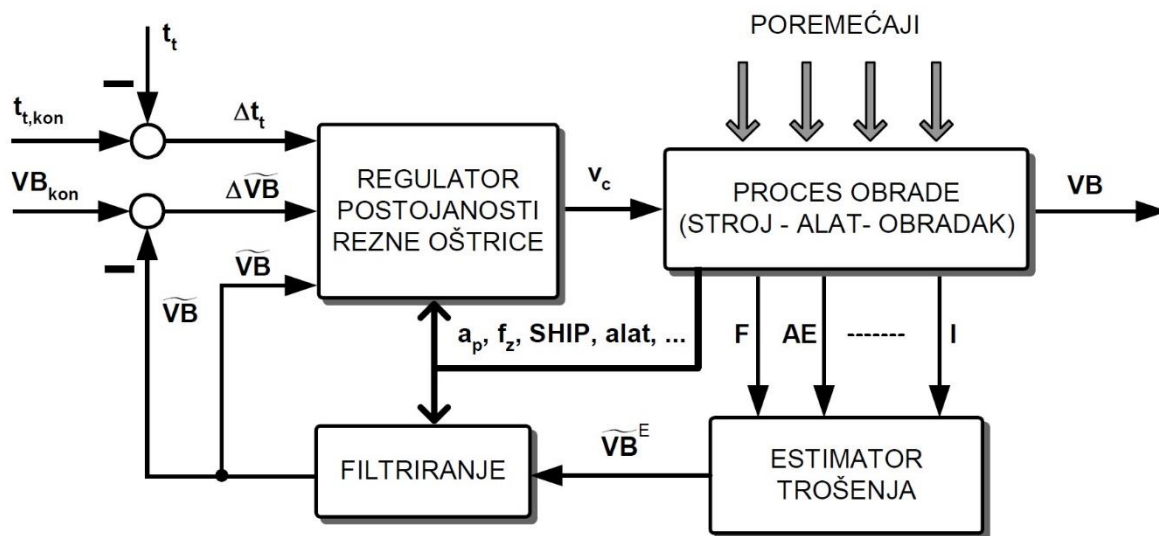 t_t
POREMEĆAJI
t_t,kon
Δt_t
VB_kon
ΔṼB
ṼB
ṼB
REGULATOR
POSTOJANOSTI
REZNE OŠTRICE
v_c
PROCES OBRADE
(STROJ - ALAT- OBRADAK)
VB
a_p, f_z, SHIP, alat, ...
F
AE
-------
I
FILTRIRANJE
ṼB^E
ESTIMATOR
TROŠENJA